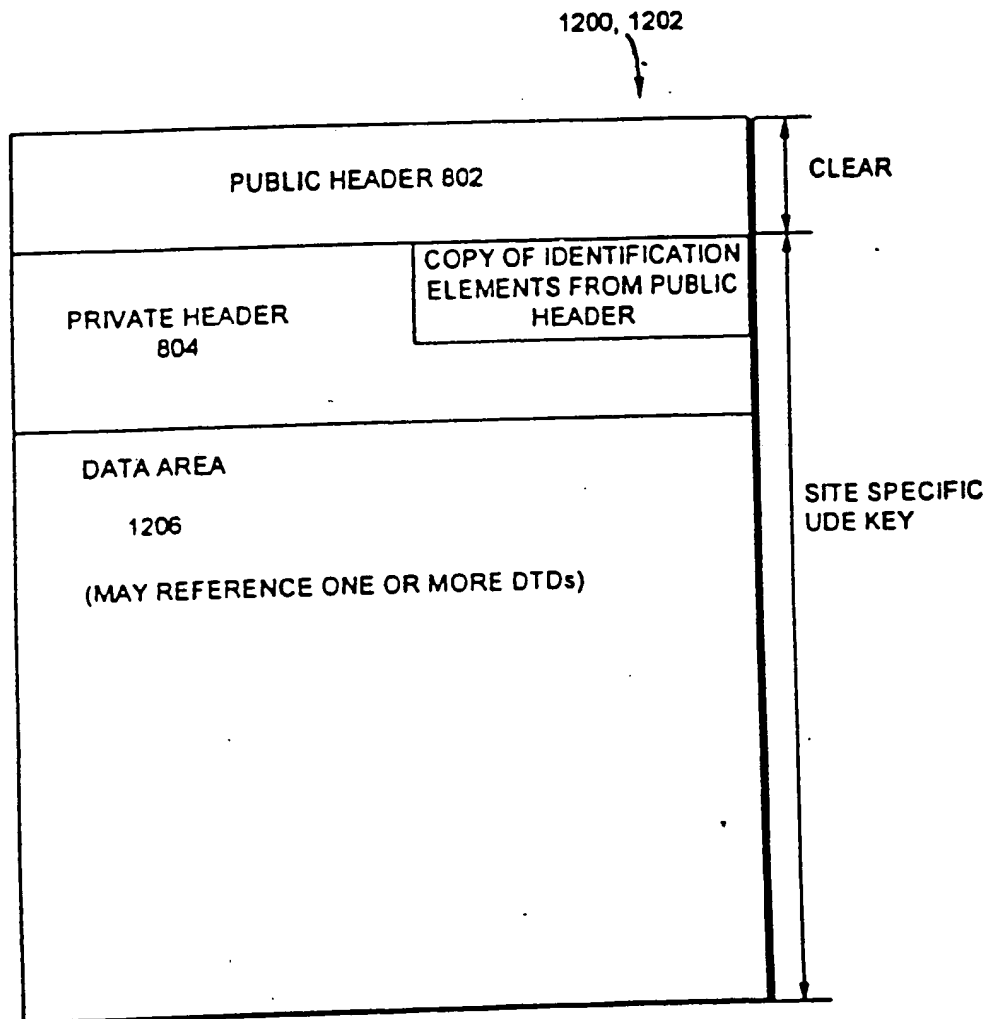 1200, 1202
PUBLIC HEADER 802
CLEAR
COPY OF IDENTIFICATION
ELEMENTS FROM PUBLIC
HEADER
PRIVATE HEADER
804
DATA AREA
1206
(MAY REFERENCE ONE OR MORE DTDs)
SITE SPECIFIC
UDE KEY